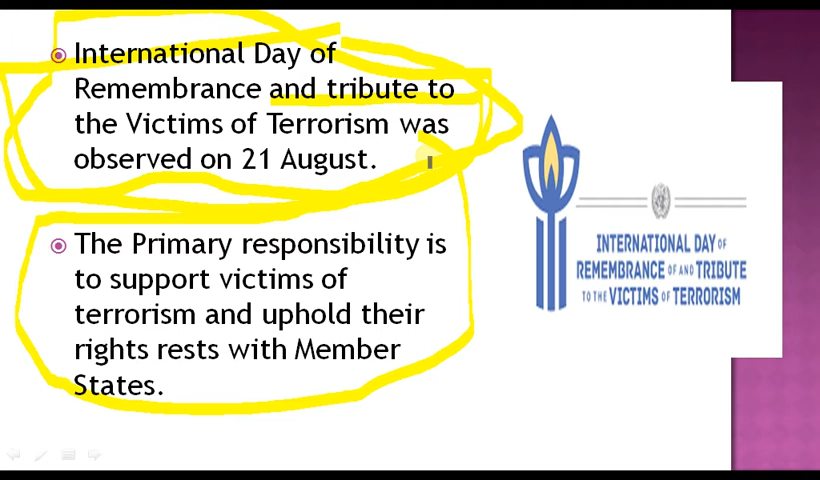 International Day of
Remembrance and tribute to
the Victims of Terrorism was
observed on 21 August.
The Primary responsibility is
to support victims of
terrorism and uphold their
rights rests with Member
States.
INTERNATIONAL DAY OF
REMEMBRANCE OF AND TRIBUTE
TO THE VICTIMS OF TERRORISM